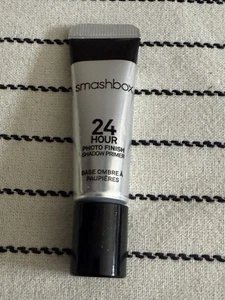 smashbox
24
HOUR
PHOTO FINISH
SHADOW PRIMER
BASE OMBRE À
PAUPIÈRES